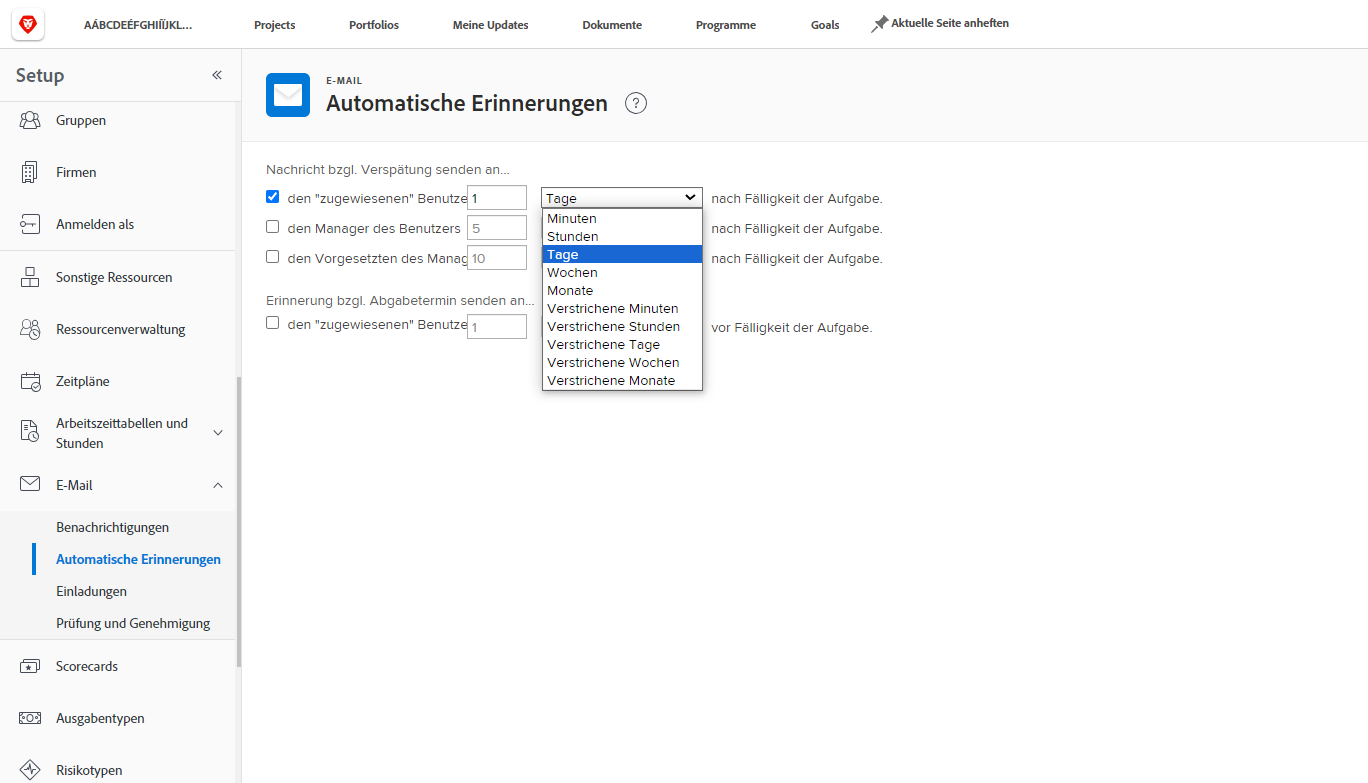 AÁBCDEÉFGHIÍÏJKL...
Projects
Portfolios
Meine Updates
Dokumente
Programme
Goals
Aktuelle Seite anheften
Setup
Gruppen
Firmen
Anmelden als
Sonstige Ressourcen
Ressourcenverwaltung
Zeitpläne
Arbeitszeittabellen und
Stunden
E-Mail
Benachrichtigungen
Automatische Erinnerungen
Einladungen
Prüfung und Genehmigung
Scorecards
Ausgabentypen
Risikotypen
E-MAIL
Automatische Erinnerungen ?
Nachricht bzgl. Verspätung senden an...
den "zugewiesenen" Benutze 1 Tage nach Fälligkeit der Aufgabe.
den Manager des Benutzers 5 nach Fälligkeit der Aufgabe.
den Vorgesetzten des Manag 10 nach Fälligkeit der Aufgabe.
Erinnerung bzgl. Abgabetermin senden an...
den "zugewiesenen" Benutze 1 vor Fälligkeit der Aufgabe.
Minuten
Stunden
Tage
Wochen
Monate
Verstrichene Minuten
Verstrichene Stunden
Verstrichene Tage
Verstrichene Wochen
Verstrichene Monate